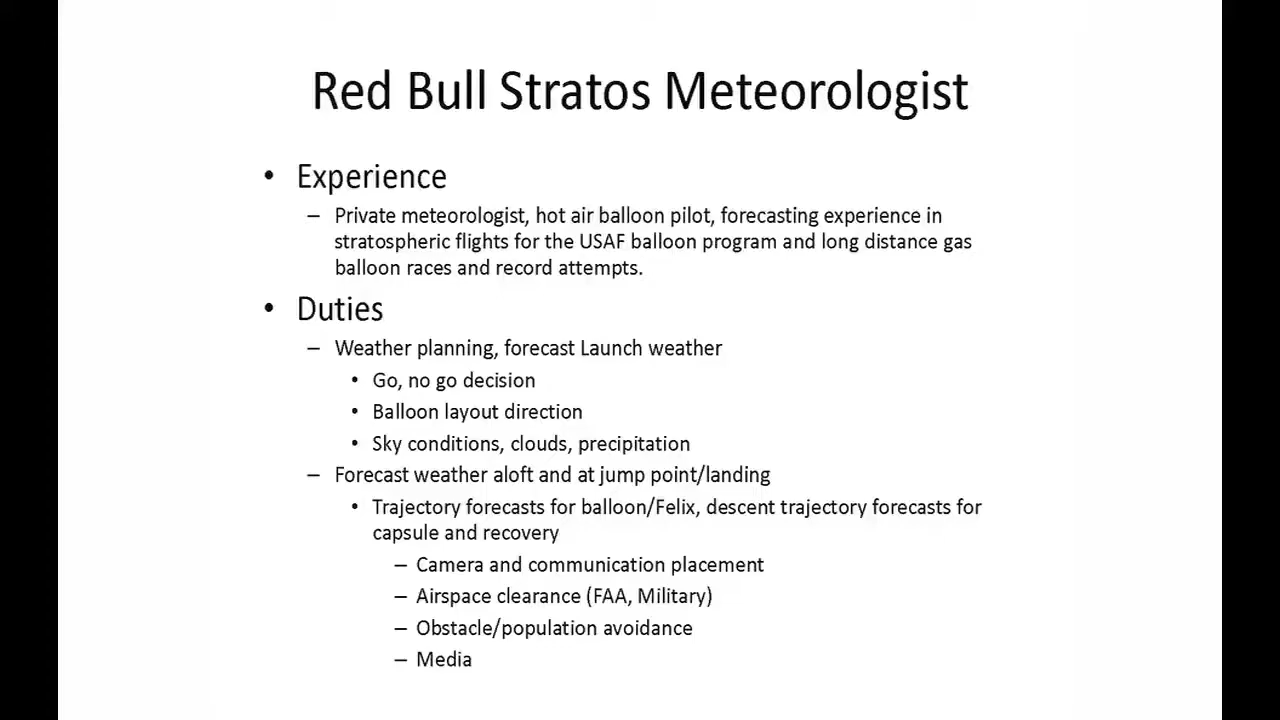 Red Bull Stratos Meteorologist
• Experience
– Private meteorologist, hot air balloon pilot, forecasting experience in
stratospheric flights for the USAF balloon program and long distance gas
balloon races and record attempts.
• Duties
– Weather planning, forecast Launch weather
• Go, no go decision
• Balloon layout direction
• Sky conditions, clouds, precipitation
– Forecast weather aloft and at jump point/landing
• Trajectory forecasts for balloon/Felix, descent trajectory forecasts for
capsule and recovery
– Camera and communication placement
– Airspace clearance (FAA, Military)
– Obstacle/population avoidance
– Media